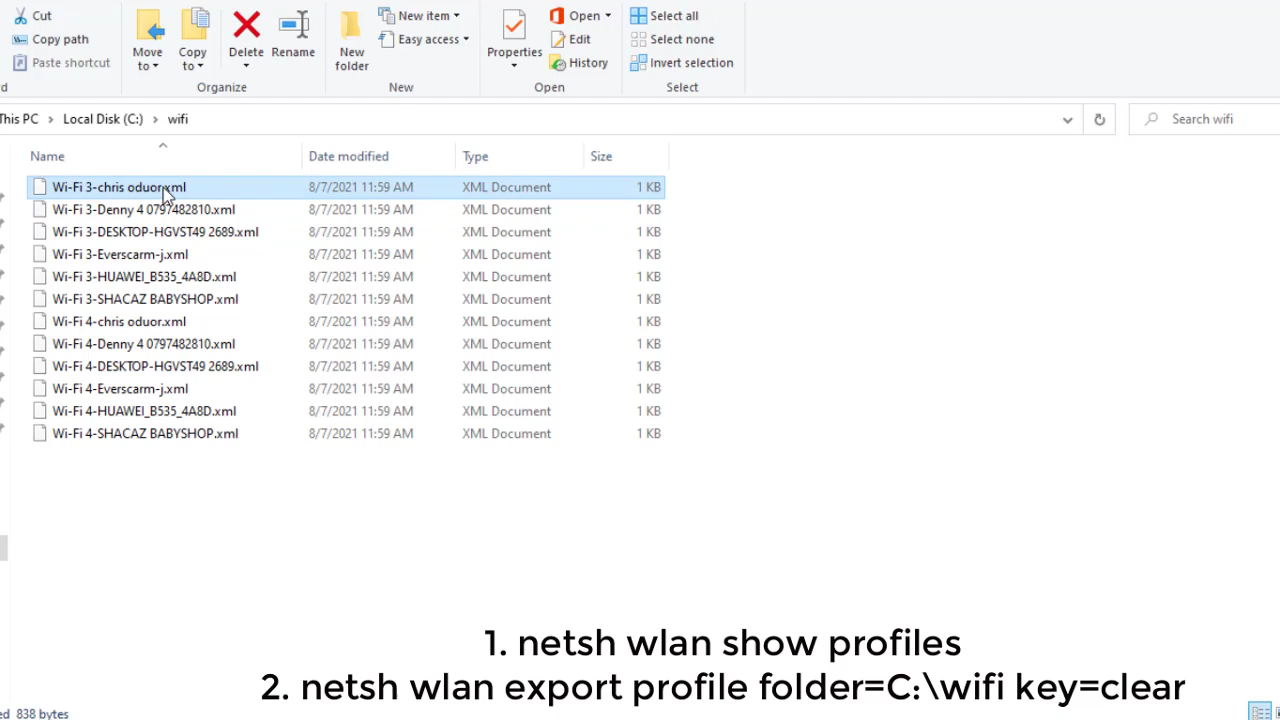 Cut
Copy path
Paste shortcut
Move to
Copy to
Delete
Rename
New folder
New item
Easy access
Properties
Open
Edit
History
Select all
Select none
Invert selection
d
Organize
New
Open
Select
This PC > Local Disk (C:) > wifi
Search wifi
Name Date modified Type Size
Wi-Fi 3-chris oduor.xml 8/7/2021 11:59 AM XML Document 1 KB
Wi-Fi 3-Denny 4 0797482810.xml 8/7/2021 11:59 AM XML Document 1 KB
Wi-Fi 3-DESKTOP-HGVST49 2689.xml 8/7/2021 11:59 AM XML Document 1 KB
Wi-Fi 3-Everscarm-j.xml 8/7/2021 11:59 AM XML Document 1 KB
Wi-Fi 3-HUAWEI_B535_4A8D.xml 8/7/2021 11:59 AM XML Document 1 KB
Wi-Fi 3-SHACAZ BABYSHOP.xml 8/7/2021 11:59 AM XML Document 1 KB
Wi-Fi 4-chris oduor.xml 8/7/2021 11:59 AM XML Document 1 KB
Wi-Fi 4-Denny 4 0797482810.xml 8/7/2021 11:59 AM XML Document 1 KB
Wi-Fi 4-DESKTOP-HGVST49 2689.xml 8/7/2021 11:59 AM XML Document 1 KB
Wi-Fi 4-Everscarm-j.xml 8/7/2021 11:59 AM XML Document 1 KB
Wi-Fi 4-HUAWEI_B535_4A8D.xml 8/7/2021 11:59 AM XML Document 1 KB
Wi-Fi 4-SHACAZ BABYSHOP.xml 8/7/2021 11:59 AM XML Document 1 KB
1. netsh wlan show profiles
2. netsh wlan export profile folder=C:\wifi key=clear
ed 838 bytes